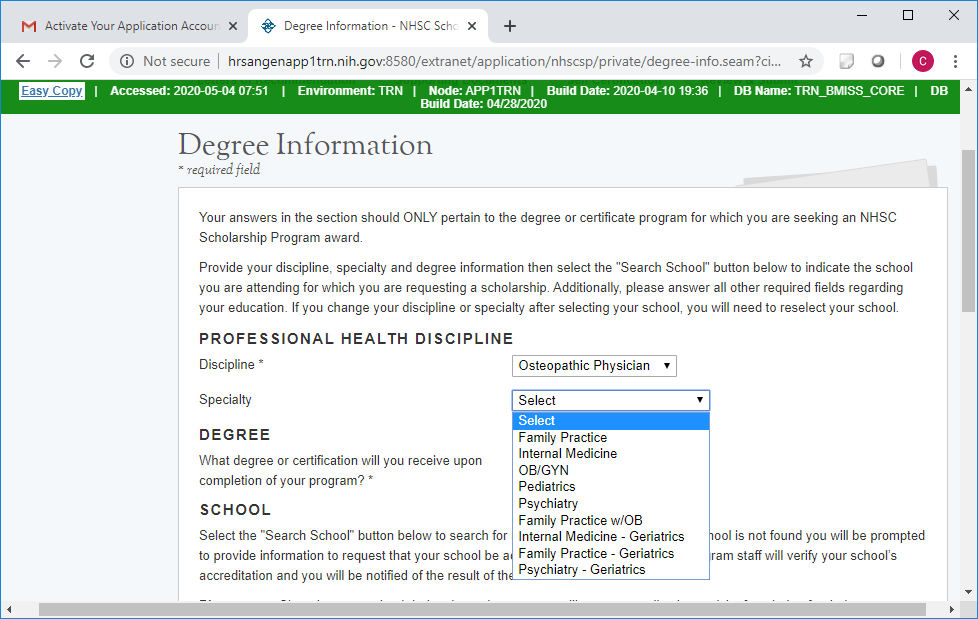 Activate Your Application Accoun
Degree Information - NHSC Scho
Not secure | hrsangenapp1trn.nih.gov:8580/extranet/application/nhscsp/private/degree-info.seam?ci...
C
Easy Copy | Accessed: 2020-05-04 07:51 | Environment: TRN | Node: APP1TRN | Build Date: 2020-04-10 19:36 | DB Name: TRN_BMISS_CORE | DB
Build Date: 04/28/2020
Degree Information
* required field
Your answers in the section should ONLY pertain to the degree or certificate program for which you are seeking an NHSC
Scholarship Program award.
Provide your discipline, specialty and degree information then select the "Search School" button below to indicate the school
you are attending for which you are requesting a scholarship. Additionally, please answer all other required fields regarding
your education. If you change your discipline or specialty after selecting your school, you will need to reselect your school.
PROFESSIONAL HEALTH DISCIPLINE
Discipline * Osteopathic Physician
Specialty Select
Select
Family Practice
Internal Medicine
OB/GYN
Pediatrics
Psychiatry
Family Practice w/OB
Internal Medicine - Geriatrics
Family Practice - Geriatrics
Psychiatry - Geriatrics
DEGREE
What degree or certification will you receive upon
completion of your program? *
SCHOOL
Select the "Search School" button below to search for hool is not found you will be prompted
to provide information to request that your school be ad ram staff will verify your school's
accreditation and you will be notified of the result of the